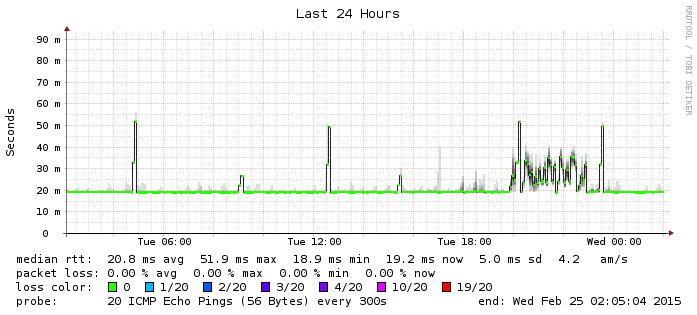 Last 24 Hours
RRDTOOL / TOBI OETIKER
Seconds
90 m
80 m
70 m
60 m
50 m
40 m
30 m
20 m
10 m
0
Tue 06:00 Tue 12:00 Tue 18:00 Wed 00:00
median rtt: 20.8 ms avg 51.9 ms max 18.9 ms min 19.2 ms now 5.0 ms sd 4.2 am/s
packet loss: 0.00 % avg 0.00 % max 0.00 % min 0.00 % now
loss color: 0 1/20 2/20 3/20 4/20 10/20 19/20
probe: 20 ICMP Echo Pings (56 Bytes) every 300s end: Wed Feb 25 02:05:04 2015